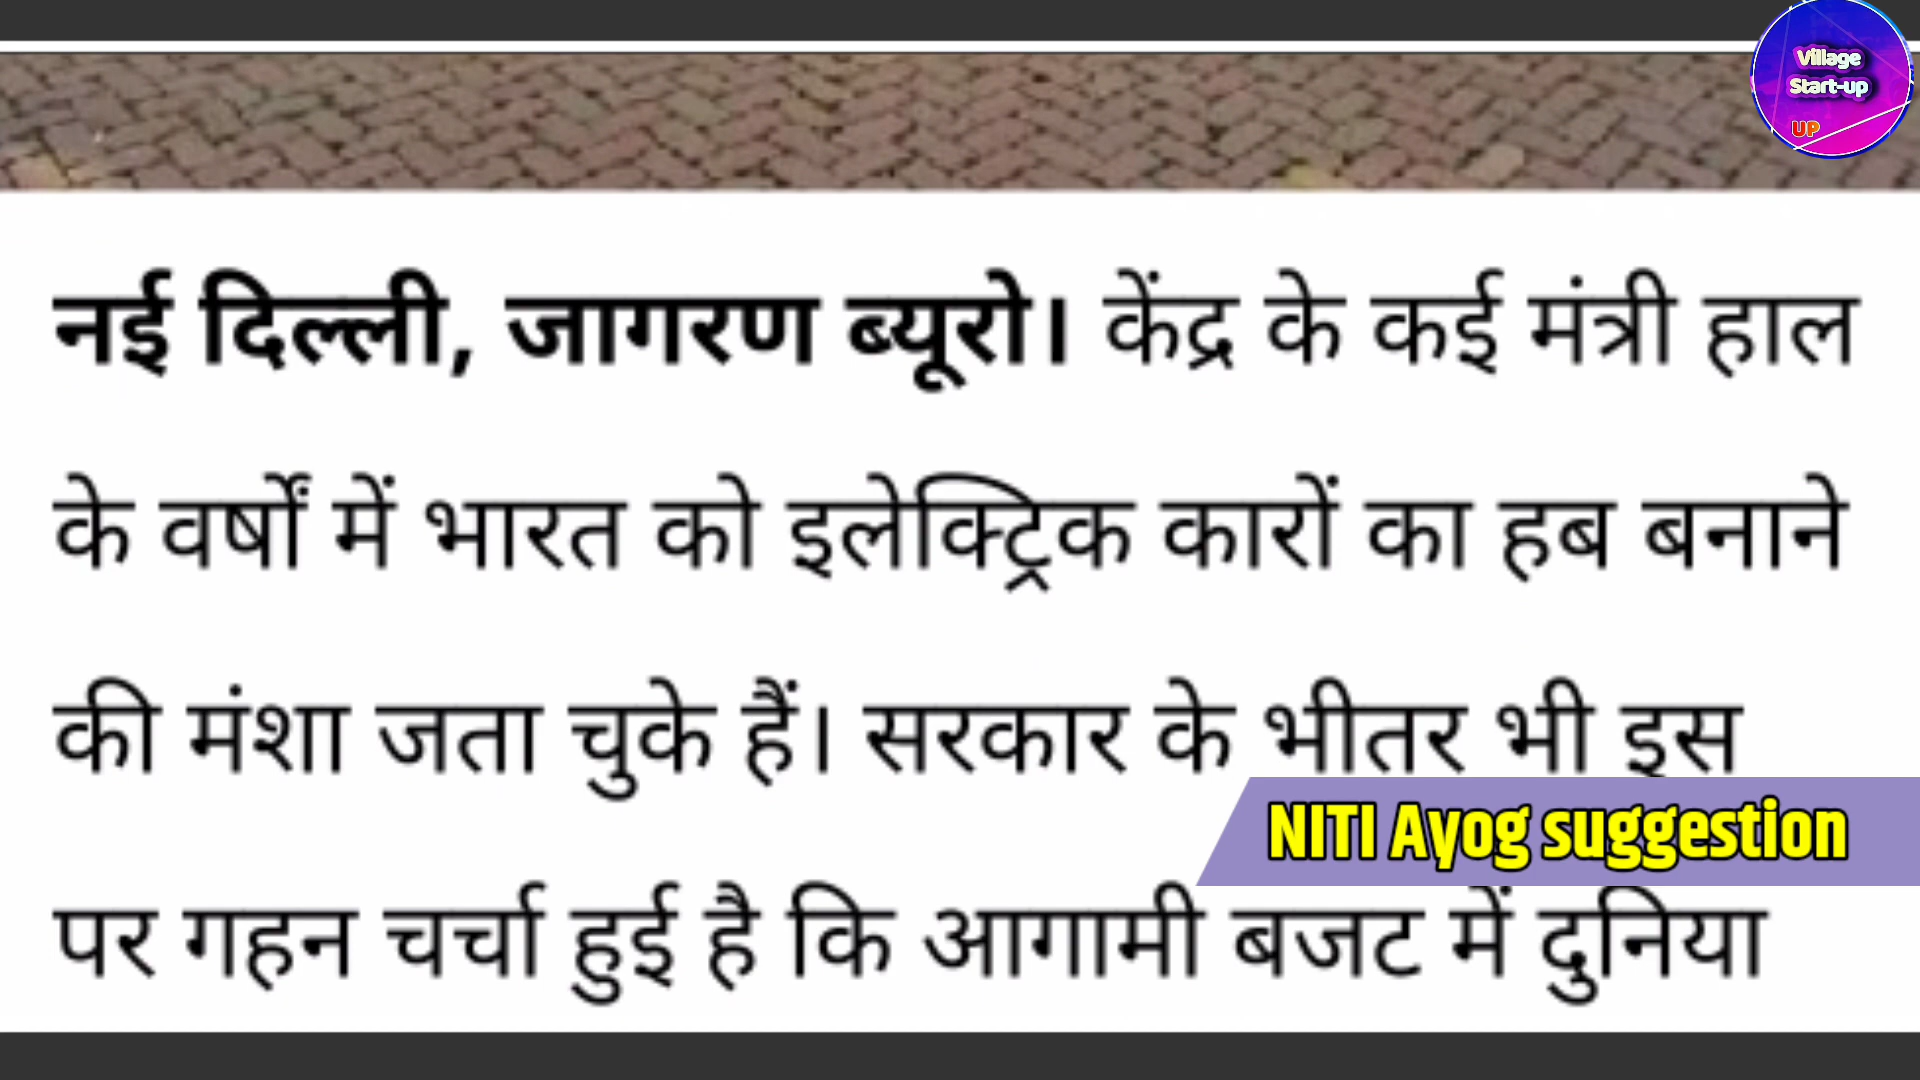 Village
Start-up
UP
नई दिल्ली, जागरण ब्यूरो। केंद्र के कई मंत्री हाल
के वर्षों में भारत को इलेक्ट्रिक कारों का हब बनाने
की मंशा जता चुके हैं। सरकार के भीतर भी इस
NITI Ayog suggestion
पर गहन चर्चा हुई है कि आगामी बजट में दुनिया